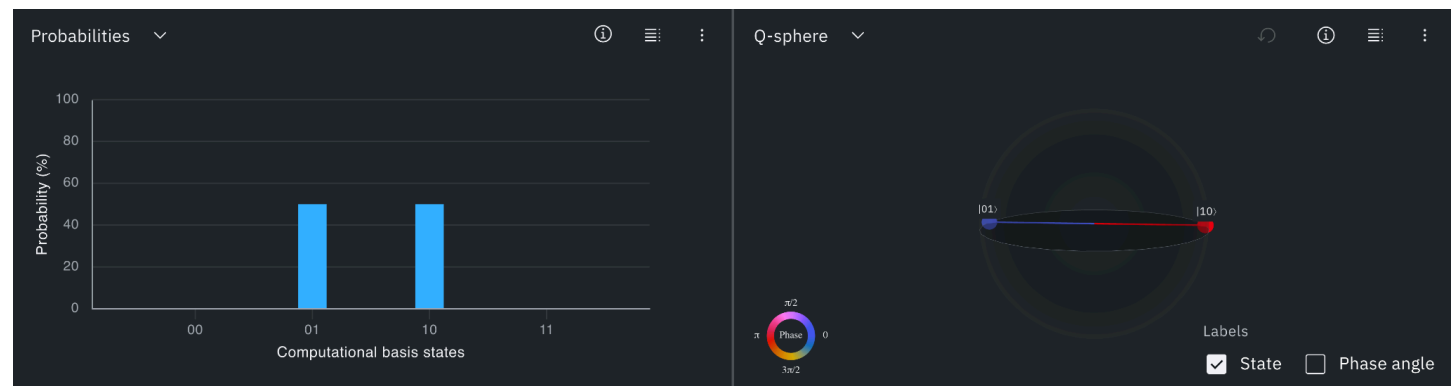 Probabilities
100
80
60
40
20
0
Probability (%)
00 01 10 11
Computational basis states
Q-sphere
|01⟩
|10⟩
π/2
π Phase 0
3π/2
Labels
State Phase angle